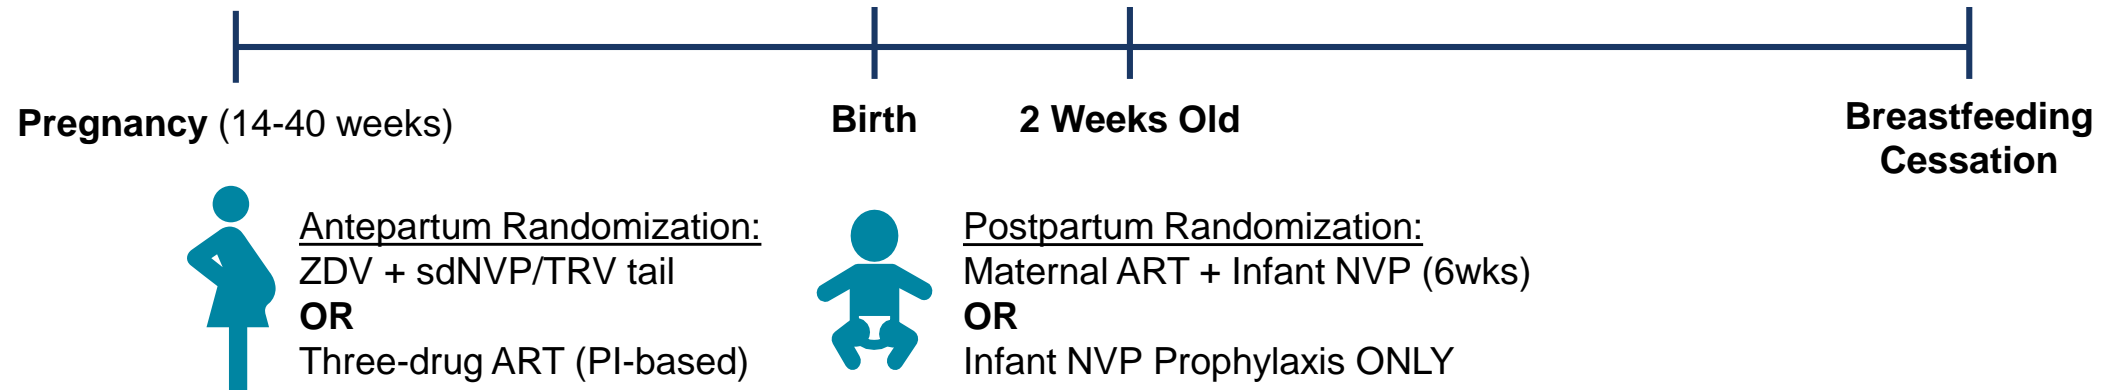 Pregnancy (14-40 weeks)
Birth
2 Weeks Old
Breastfeeding
Cessation
Antepartum Randomization:
ZDV + sdNVP/TRV tail
OR
Three-drug ART (PI-based)
Postpartum Randomization:
Maternal ART + Infant NVP (6wks)
OR
Infant NVP Prophylaxis ONLY